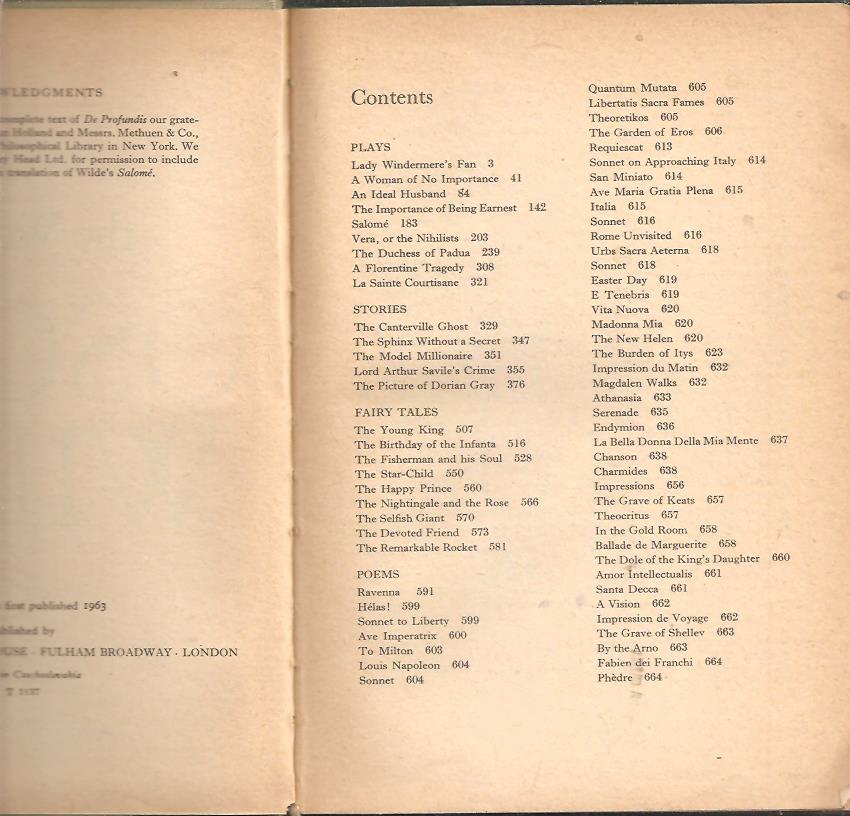 WLEDGMENTS
complete text of De Profundis our grate-
Holland and Messrs. Methuen & Co.,
Philosophical Library in New York. We
Head Ltd. for permission to include
translation of Wilde's Salomé.
first published 1963
published by
USE · FULHAM BROADWAY · LONDON
in Czechoslovakia
T 1187
Contents
PLAYS
Lady Windermere's Fan 3
A Woman of No Importance 41
An Ideal Husband 84
The Importance of Being Earnest 142
Salomé 183
Vera, or the Nihilists 203
The Duchess of Padua 239
A Florentine Tragedy 308
La Sainte Courtisane 321
STORIES
The Canterville Ghost 329
The Sphinx Without a Secret 347
The Model Millionaire 351
Lord Arthur Savile's Crime 355
The Picture of Dorian Gray 376
FAIRY TALES
The Young King 507
The Birthday of the Infanta 516
The Fisherman and his Soul 528
The Star-Child 550
The Happy Prince 560
The Nightingale and the Rose 566
The Selfish Giant 570
The Devoted Friend 573
The Remarkable Rocket 581
POEMS
Ravenna 591
Hélas! 599
Sonnet to Liberty 599
Ave Imperatrix 600
To Milton 603
Louis Napoleon 604
Sonnet 604
Quantum Mutata 605
Libertatis Sacra Fames 605
Theoretikos 605
The Garden of Eros 606
Requiescat 613
Sonnet on Approaching Italy 614
San Miniato 614
Ave Maria Gratia Plena 615
Italia 615
Sonnet 616
Rome Unvisited 616
Urbs Sacra Aeterna 618
Sonnet 618
Easter Day 619
E Tenebris 619
Vita Nuova 620
Madonna Mia 620
The New Helen 620
The Burden of Itys 623
Impression du Matin 632
Magdalen Walks 632
Athanasia 633
Serenade 635
Endymion 636
La Bella Donna Della Mia Mente 637
Chanson 638
Charmides 638
Impressions 656
The Grave of Keats 657
Theocritus 657
In the Gold Room 658
Ballade de Marguerite 658
The Dole of the King's Daughter 660
Amor Intellectualis 661
Santa Decca 661
A Vision 662
Impression de Voyage 662
The Grave of Shelley 663
By the Arno 663
Fabien dei Franchi 664
Phèdre 664